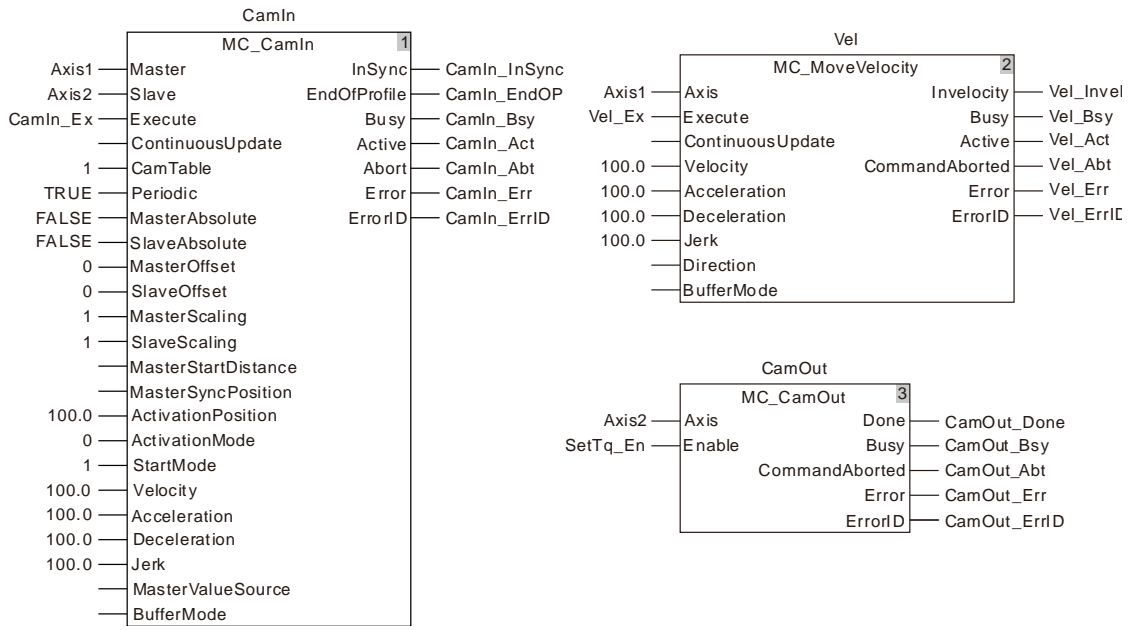 CamIn
MC_CamIn 1
Axis1 Master InSync CamIn_InSync
Axis2 Slave EndOfProfile CamIn_EndOP
CamIn_Ex Execute Busy CamIn_Bsy
ContinuousUpdate Active CamIn_Act
1 CamTable Abort CamIn_Abt
TRUE Periodic Error CamIn_Err
FALSE MasterAbsolute ErrorID CamIn_ErrID
FALSE SlaveAbsolute
0 MasterOffset
0 SlaveOffset
1 MasterScaling
1 SlaveScaling
MasterStartDistance
MasterSyncPosition
100.0 ActivationPosition
0 ActivationMode
1 StartMode
100.0 Velocity
100.0 Acceleration
100.0 Deceleration
100.0 Jerk
MasterValueSource
BufferMode
Vel
MC_MoveVelocity 2
Axis1 Axis Invelocity Vel_Invel
Vel_Ex Execute Busy Vel_Bsy
ContinuousUpdate Active Vel_Act
100.0 Velocity CommandAborted Vel_Abt
100.0 Acceleration Error Vel_Err
100.0 Deceleration ErrorID Vel_ErrID
100.0 Jerk
Direction
BufferMode
CamOut
MC_CamOut 3
Axis2 Axis Done CamOut_Done
SetTq_En Enable Busy CamOut_Bsy
CommandAborted CamOut_Abt
Error CamOut_Err
ErrorID CamOut_ErrID